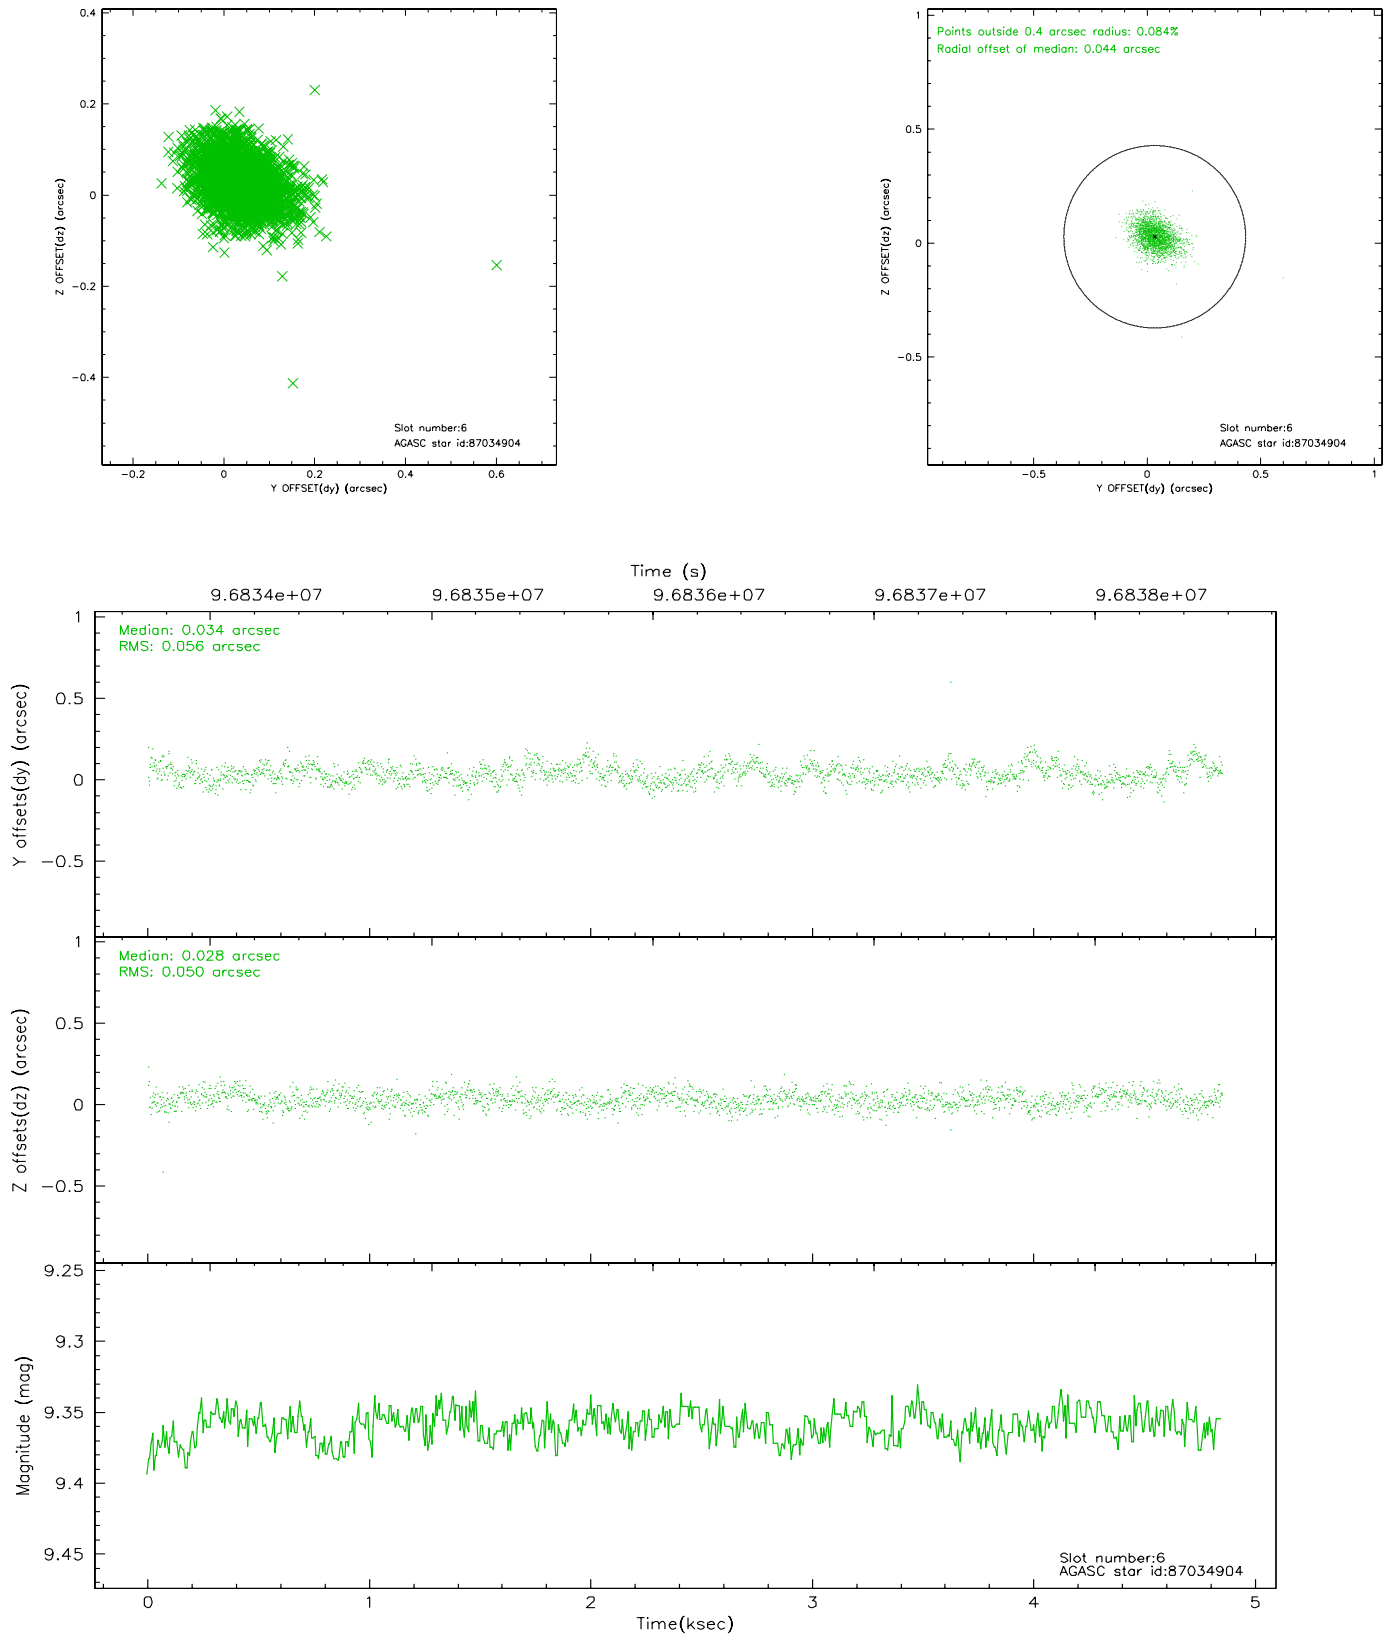 0.4
0.2
0
−0.2
−0.4
Z OFFSET(dz) (arcsec)
−0.2 0 0.2 0.4 0.6
Y OFFSET(dy) (arcsec)
Slot number:6
AGASC star id:87034904
Points outside 0.4 arcsec radius: 0.084%
Radial offset of median: 0.044 arcsec
1
0.5
0
−0.5
Z OFFSET(dz) (arcsec)
−0.5 0 0.5 1
Y OFFSET(dy) (arcsec)
Slot number:6
AGASC star id:87034904
Time (s)
9.6834e+07 9.6835e+07 9.6836e+07 9.6837e+07 9.6838e+07
Median: 0.034 arcsec
RMS: 0.056 arcsec
1
0.5
0
−0.5
Y offsets(dy) (arcsec)
Median: 0.028 arcsec
RMS: 0.050 arcsec
1
0.5
0
−0.5
Z offsets(dz) (arcsec)
9.25
9.3
9.35
9.4
9.45
Magnitude (mag)
Slot number:6
AGASC star id:87034904
0 1 2 3 4 5
Time(ksec)